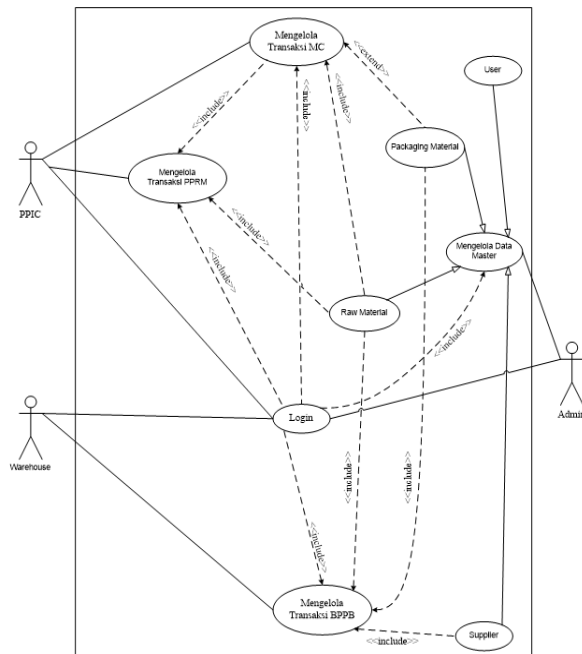 Mengelola
Transaksi MC
<<extend>>
User
<<include>>
<<include>>
<<include>>
Packaging Material
PPIC
Mengelola
Transaksi PPRM
<<include>>
Mengelola Data
Master
<<include>>
Raw Material
<<include>>
Login
Admin
Warehouse
<<include>>
<<include>>
<<include>>
Mengelola
Transaksi BPPB
<<include>>
Supplier